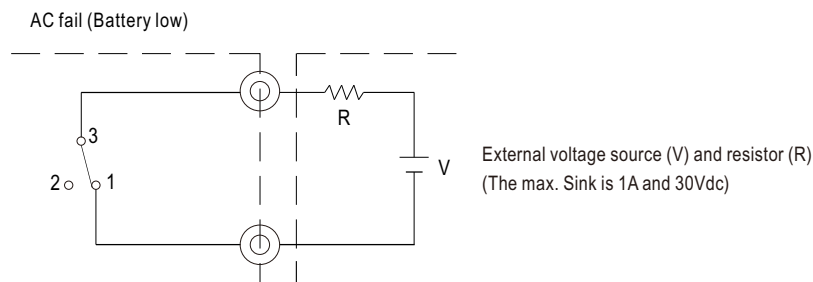 AC fail (Battery low)
R
3
2
1
V
External voltage source (V) and resistor (R)
(The max. Sink is 1A and 30Vdc)